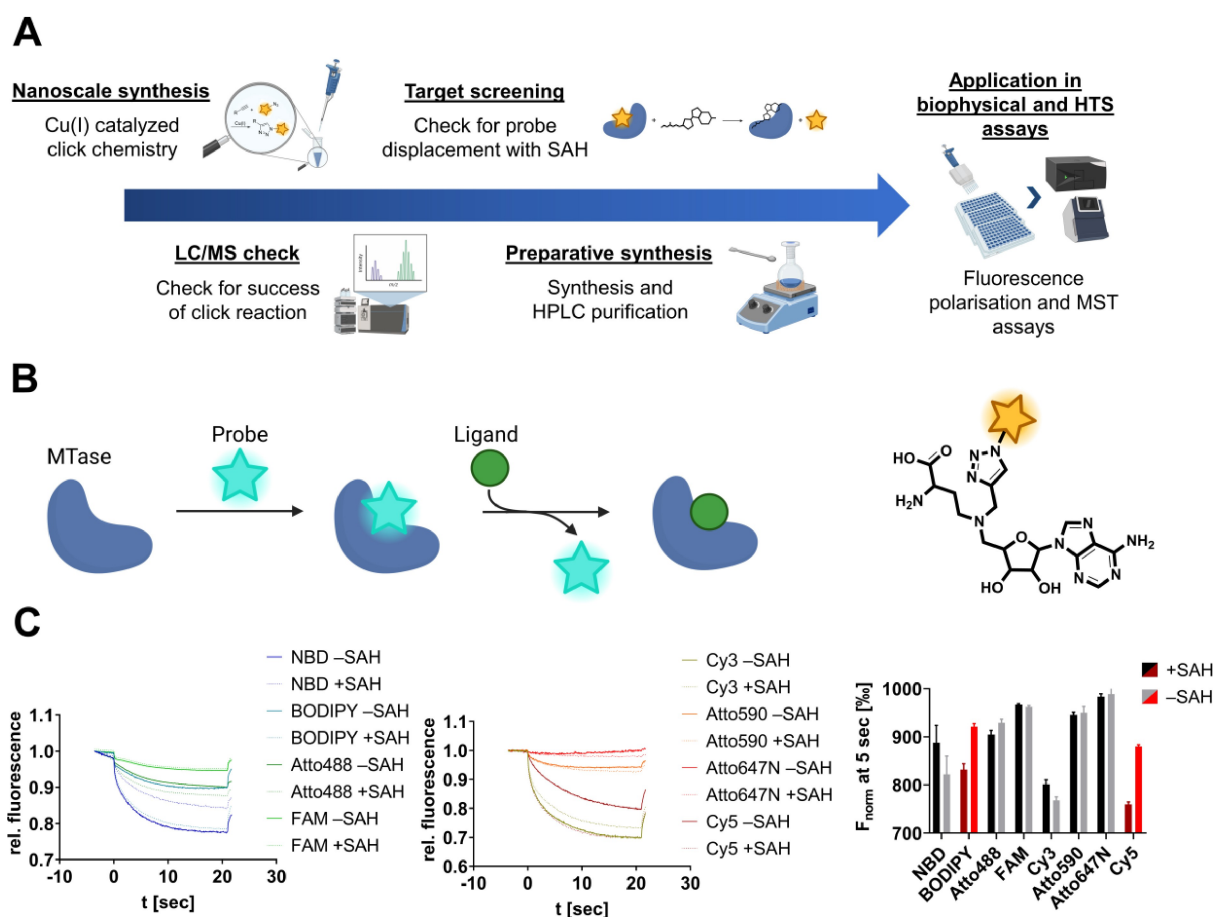 A
Nanoscale synthesis
Cu(I) catalyzed
click chemistry
Target screening
Check for probe
displacement with SAH
Application in
biophysical and HTS
assays
LC/MS check
Check for success
of click reaction
Intensity
m/z
Preparative synthesis
Synthesis and
HPLC purification
Fluorescence
polarisation and MST
assays
B
MTase
Probe
Ligand
HO
O
H₂N
N
N
N
N
O
HO
OH
N
N
N
N
NH₂
C
NBD –SAH
NBD +SAH
BODIPY –SAH
BODIPY +SAH
Atto488 –SAH
Atto488 +SAH
FAM –SAH
FAM +SAH
rel. fluorescence
1.1
1.0
0.9
0.8
0.7
-10 0 10 20 30
t [sec]
Cy3 –SAH
Cy3 +SAH
Atto590 –SAH
Atto590 +SAH
Atto647N –SAH
Atto647N +SAH
Cy5 –SAH
Cy5 +SAH
rel. fluorescence
1.1
1.0
0.9
0.8
0.7
0.6
-10 0 10 20 30
t [sec]
+SAH
–SAH
Fnorm at 5 sec [‰]
1000
900
800
700
NBD
BODIPY
Atto488
FAM
Cy3
Atto590
Atto647N
Cy5